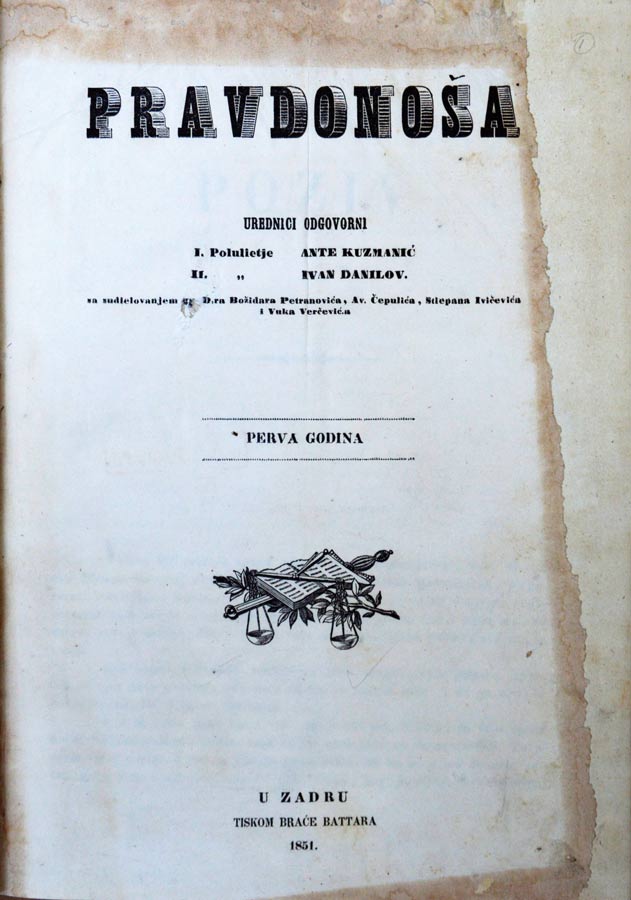 PRAVDONOŠA
UREDNICI ODGOVORNI
I. Polulietje ANTE KUZMANIĆ
II. „ IVAN DANILOV.
sa sudielovanjem gg. D.ra Božidara Petranovića, Av. Čepulića, Stiepana Ivičevića
i Vuka Verčevića
PERVA GODINA
U ZADRU
TISKOM BRAĆE BATTARA
1851.